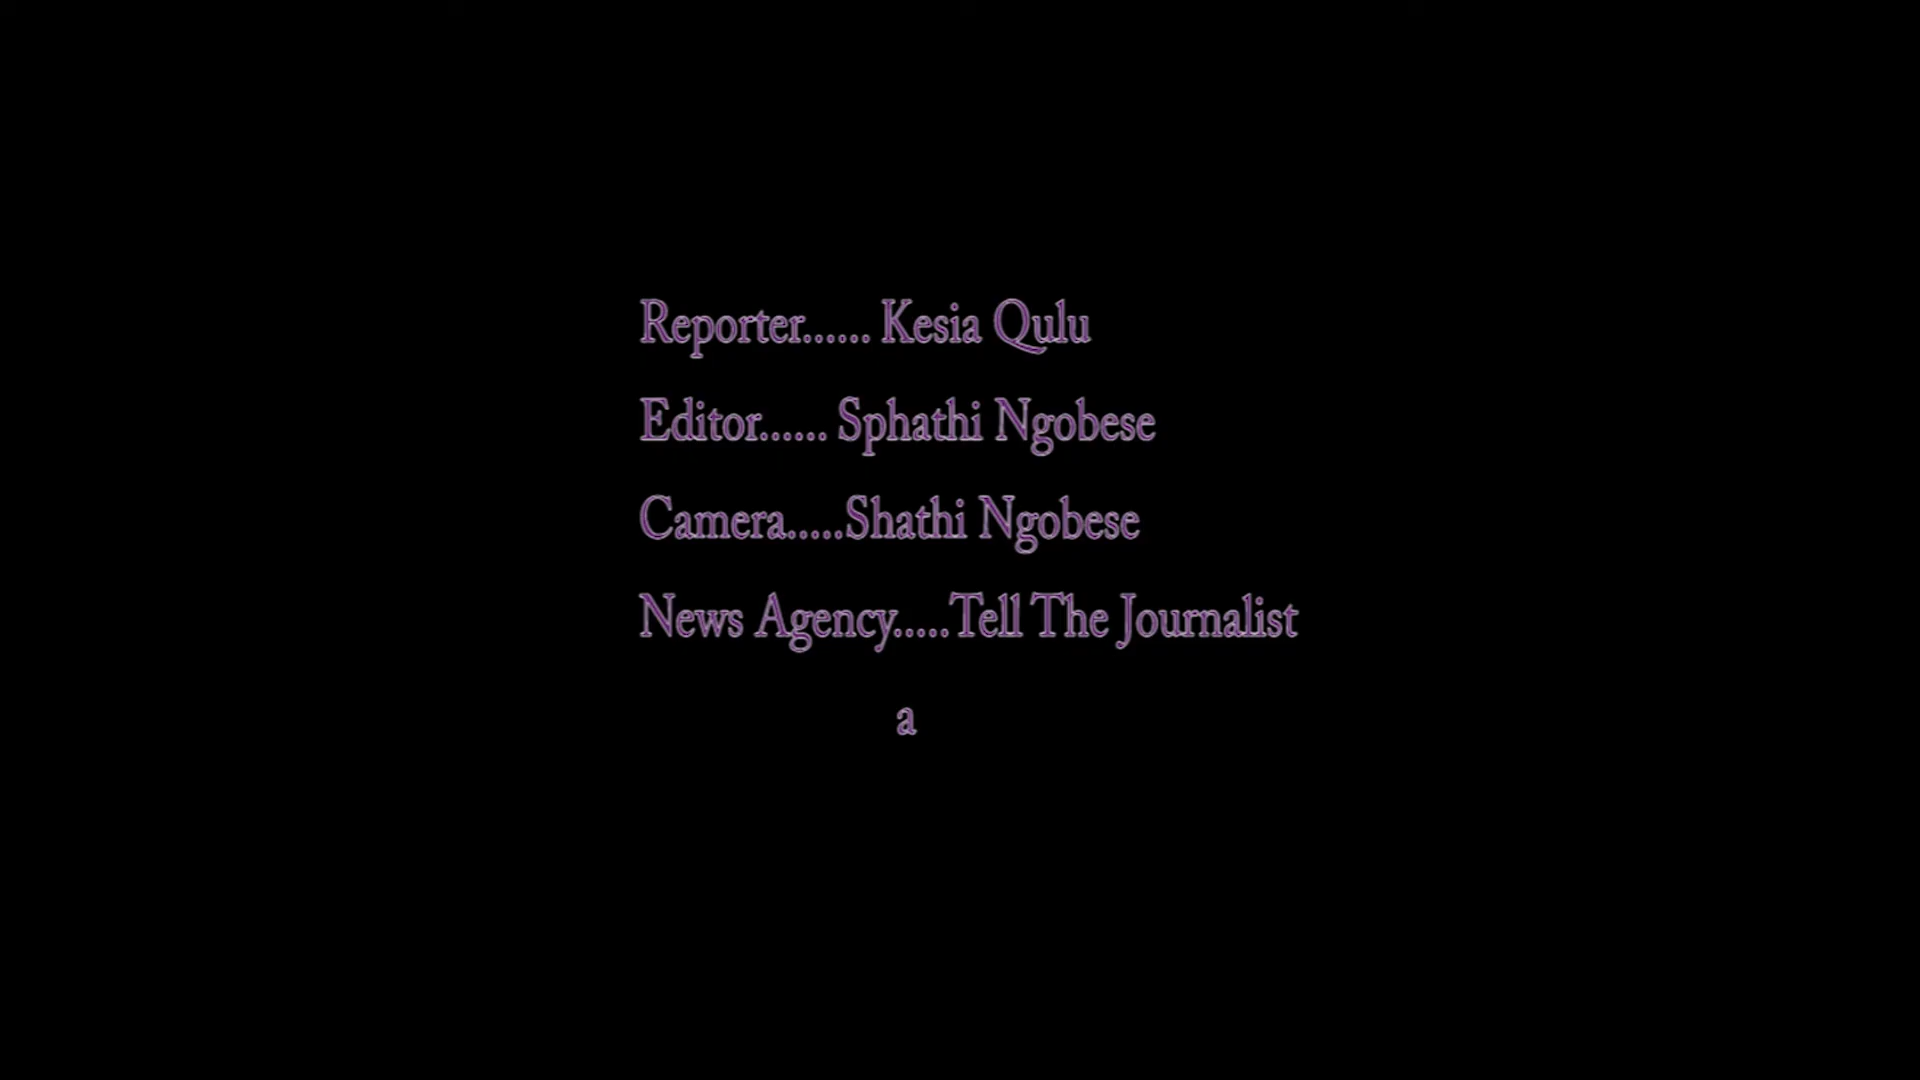 Reporter...... Kesia Qulu
Editor...... Sphathi Ngobese
Camera.....Shathi Ngobese
News Agency.....Tell The Journalist
a